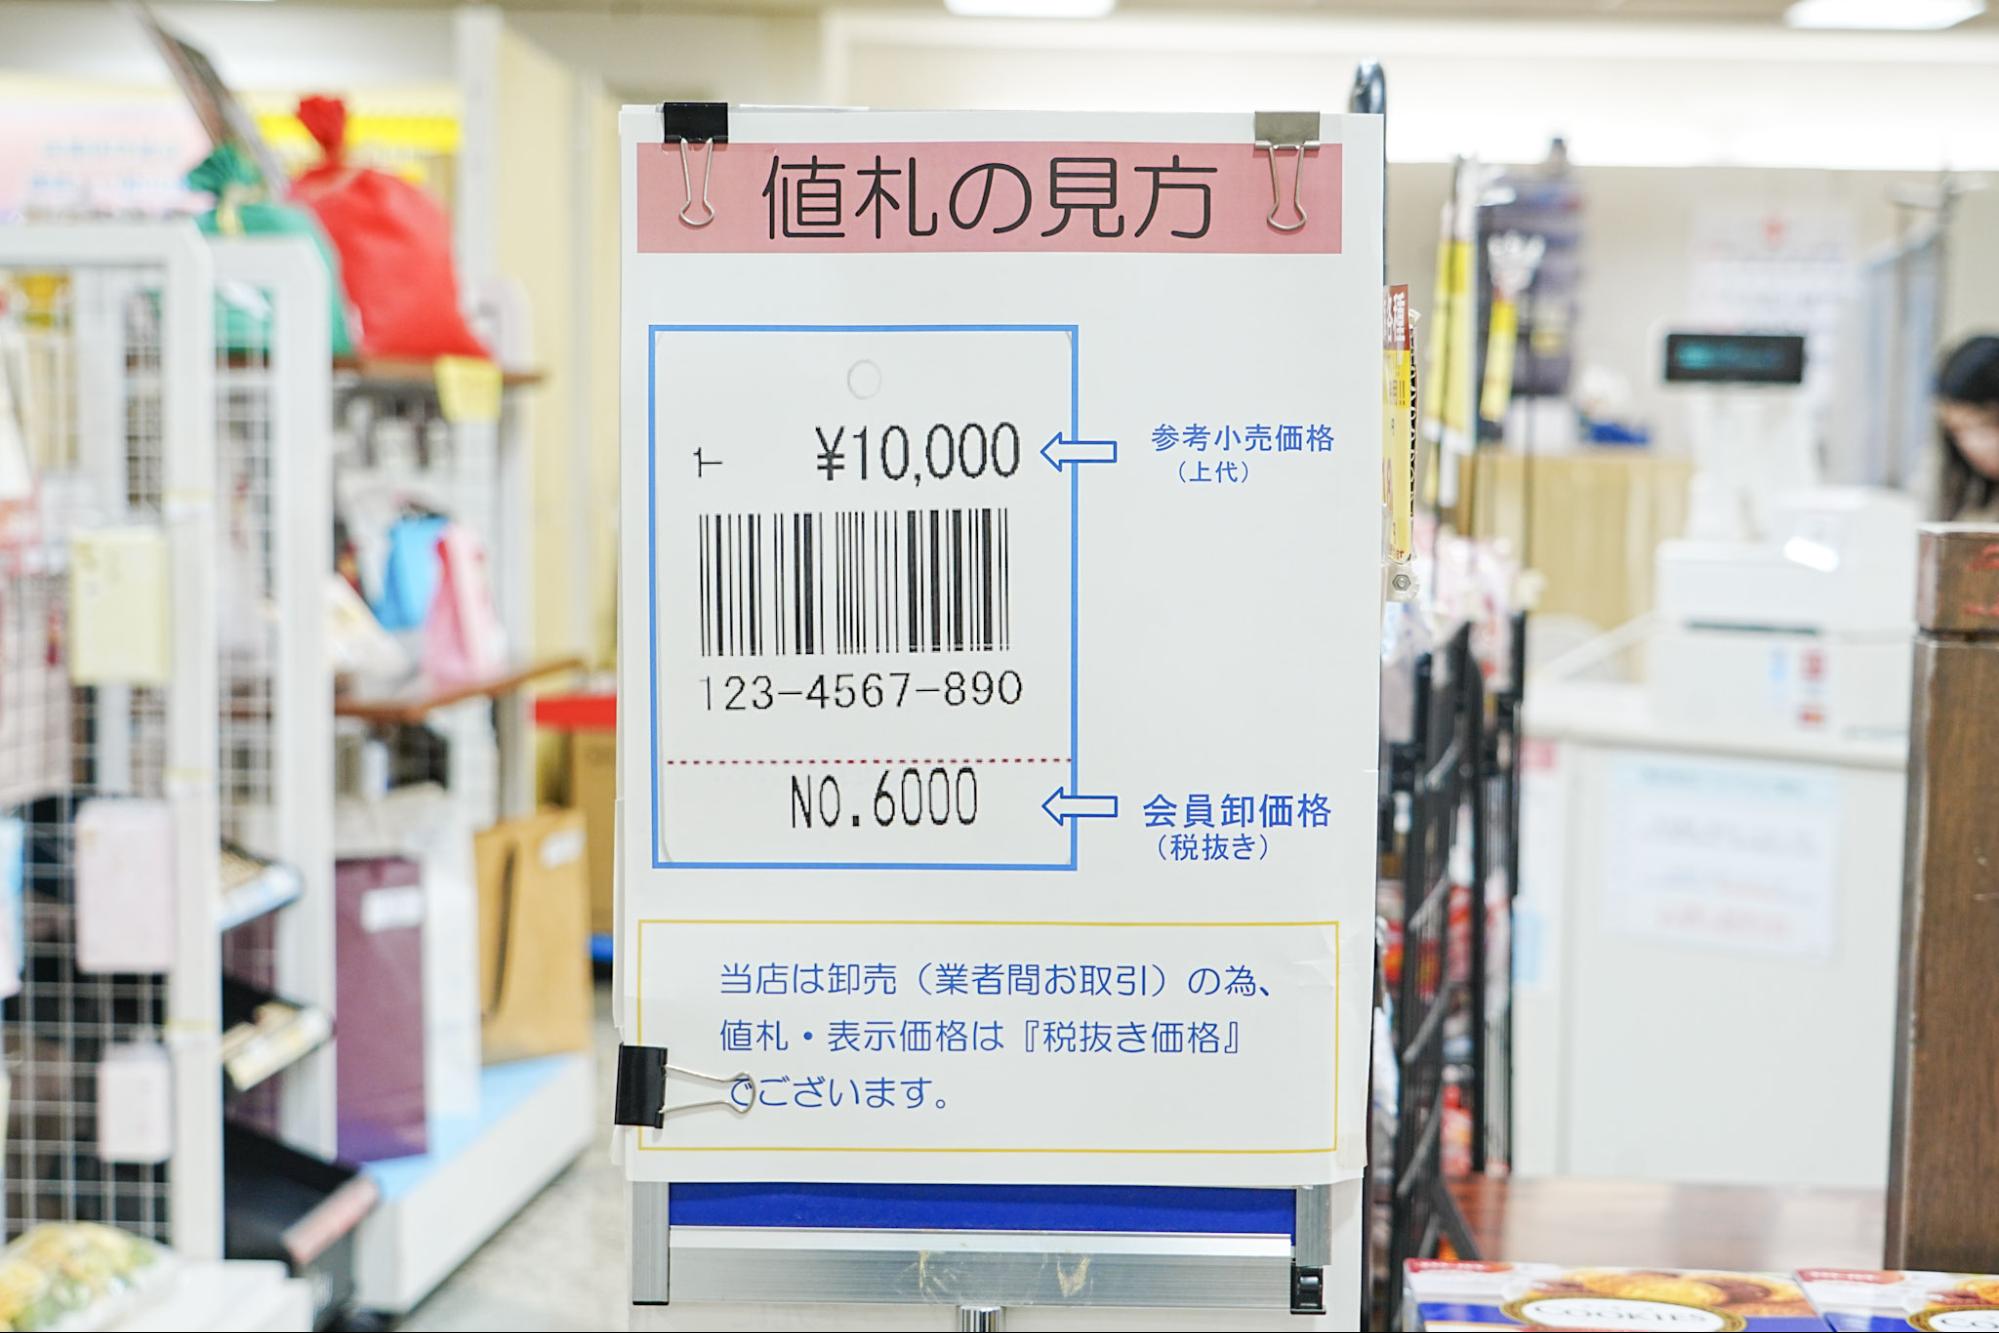 値札の見方
¥10,000
参考小売価格
（上代）
123-4567-890
NO.6000
会員卸価格
（税抜き）
当店は卸売（業者間お取引）の為、
値札・表示価格は『税抜き価格』
でございます。
各種
COOKIES